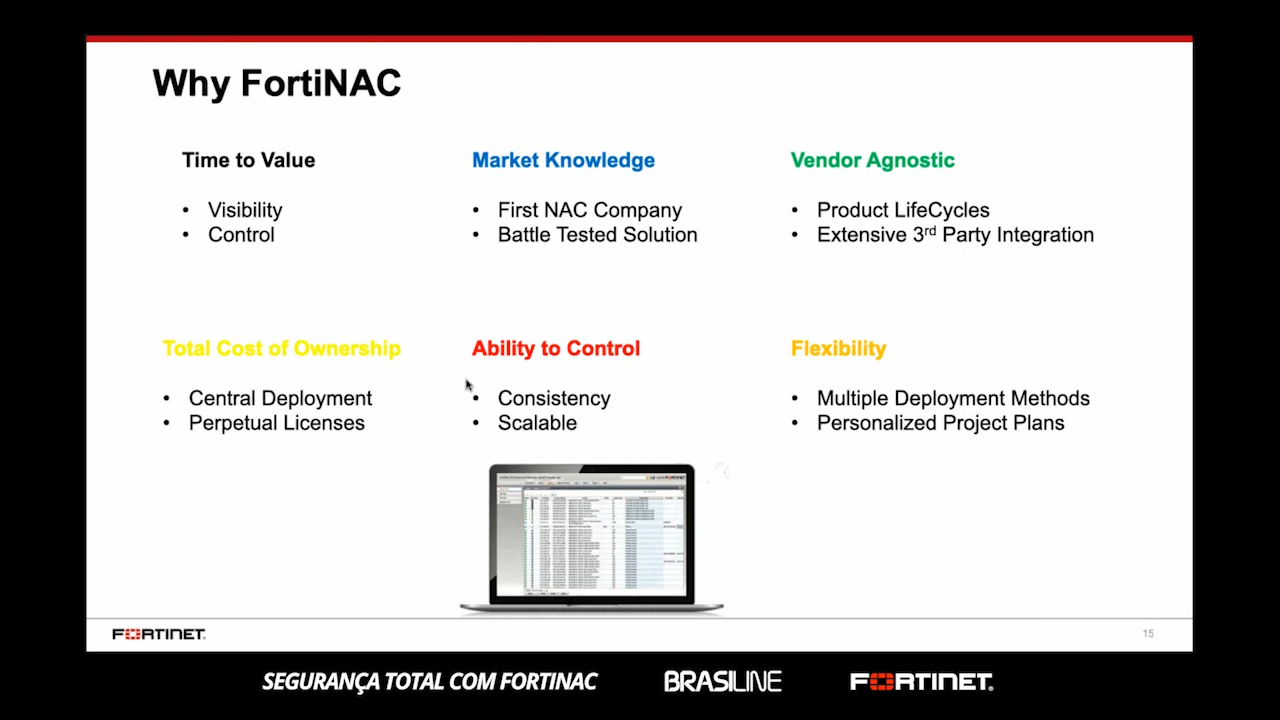 Why FortiNAC
Time to Value
• Visibility
• Control
Market Knowledge
• First NAC Company
• Battle Tested Solution
Vendor Agnostic
• Product LifeCycles
• Extensive 3rd Party Integration
Total Cost of Ownership
• Central Deployment
• Perpetual Licenses
Ability to Control
• Consistency
• Scalable
Flexibility
• Multiple Deployment Methods
• Personalized Project Plans
FORTINET
15
SEGURANÇA TOTAL COM FORTINAC
BRASILINE
FORTINET